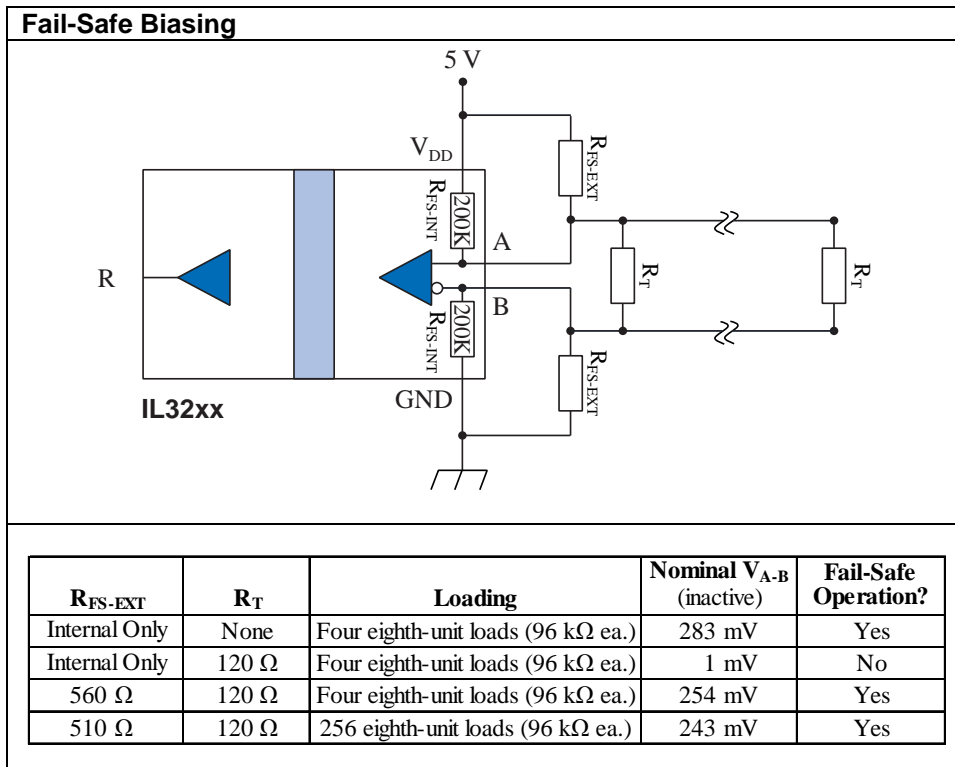 Fail-Safe Biasing
5 V
V_DD
R_FS-EXT
R_FS-INT
200K
A
R
R_T
R_T
B
R_FS-INT
200K
R_FS-EXT
GND
IL32xx
R_FS-EXT R_T Loading Nominal V_A-B (inactive) Fail-Safe Operation?
Internal Only None Four eighth-unit loads (96 kΩ ea.) 283 mV Yes
Internal Only 120 Ω Four eighth-unit loads (96 kΩ ea.) 1 mV No
560 Ω 120 Ω Four eighth-unit loads (96 kΩ ea.) 254 mV Yes
510 Ω 120 Ω 256 eighth-unit loads (96 kΩ ea.) 243 mV Yes